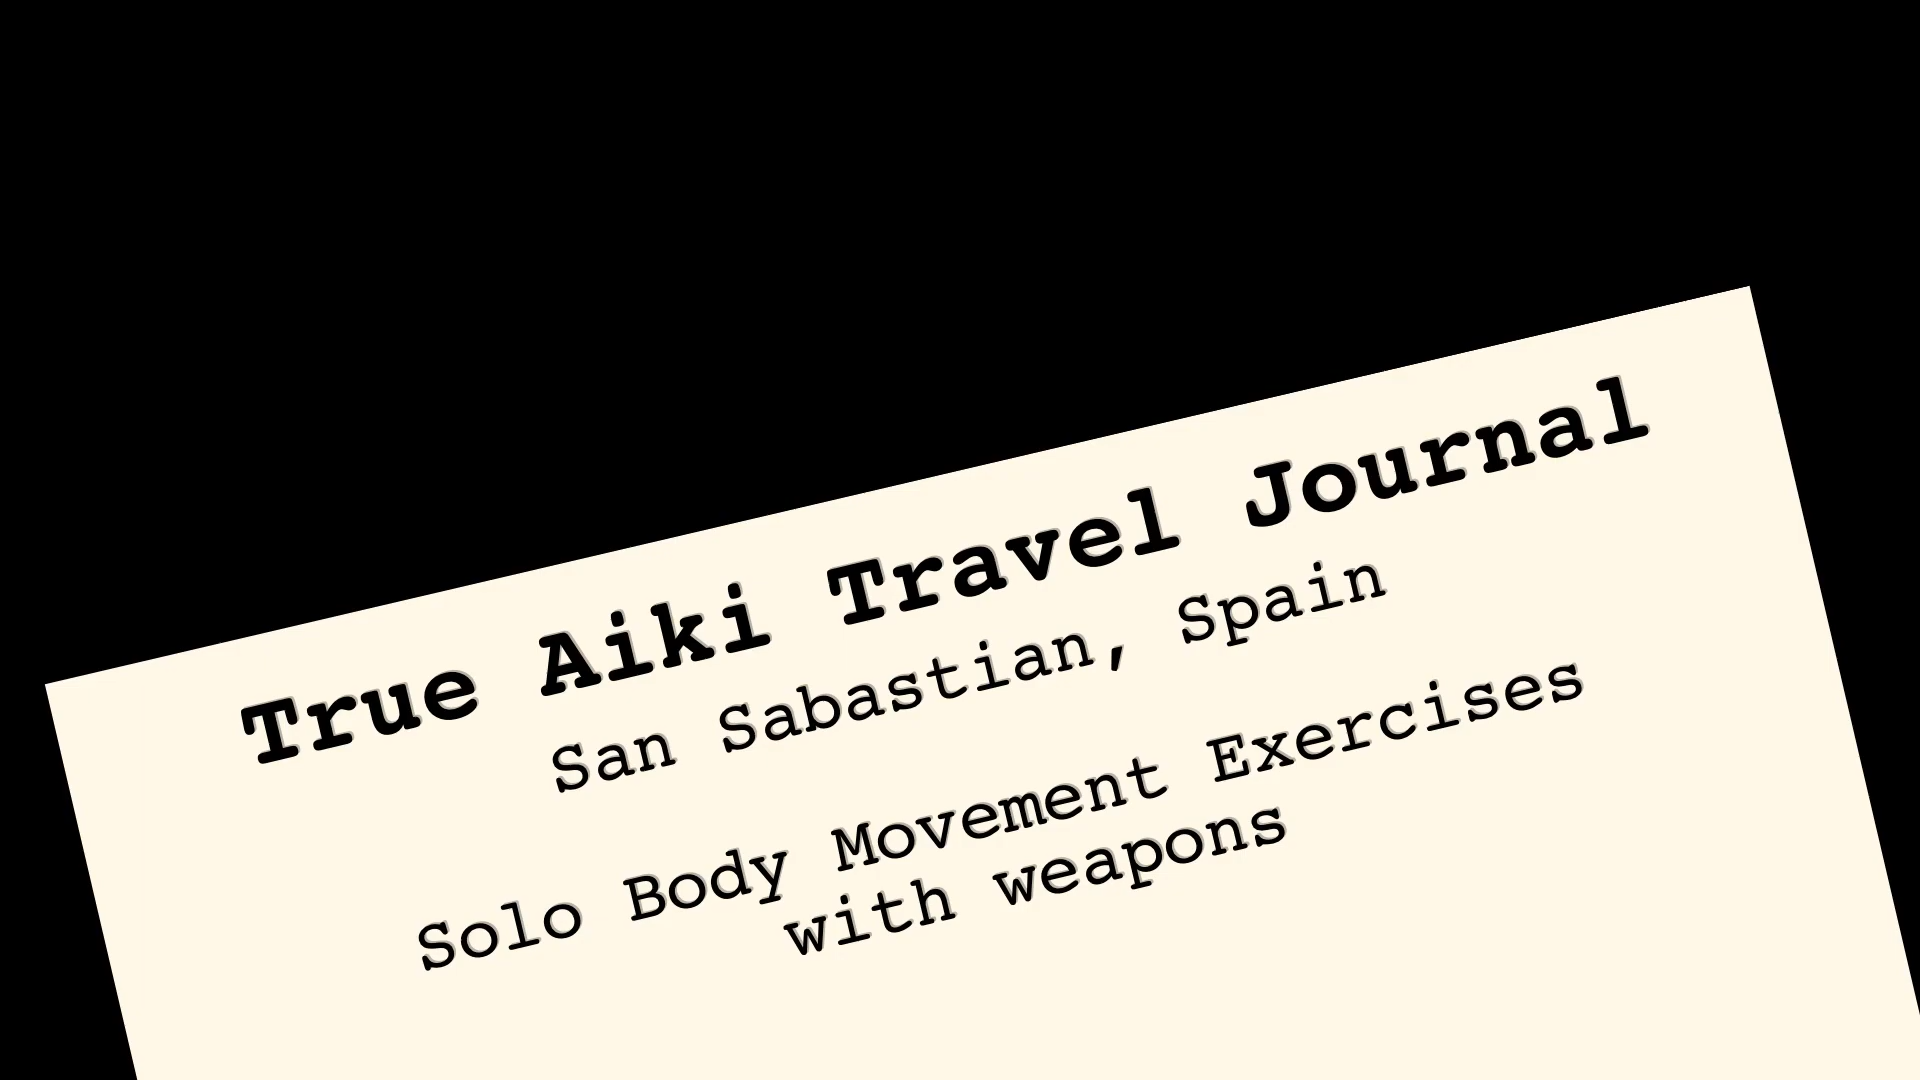 True Aiki Travel Journal
San Sabastian, Spain
Solo Body Movement Exercises
with weapons